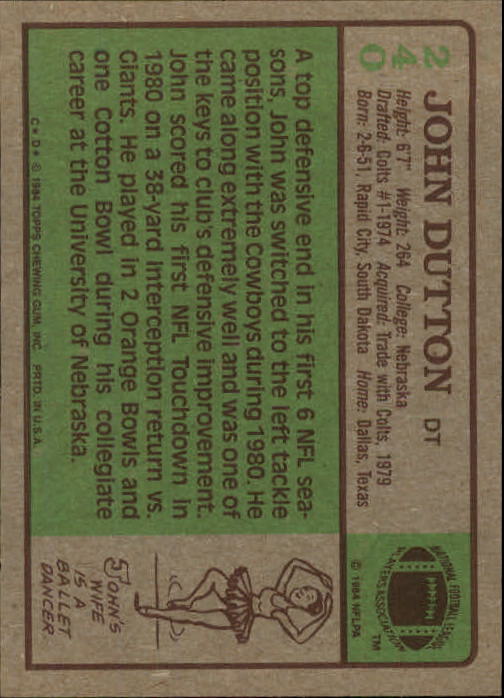 240
JOHN DUTTON DT
Height: 6'7" Weight: 264 College: Nebraska
Drafted: Colts #1-1974 Acquired: Trade with Colts, 1979
Born: 2-6-51, Rapid City, South Dakota Home: Dallas, Texas
NATIONAL FOOTBALL LEAGUE
PLAYERS ASSOCIATION
TM
© 1984 NFLPA
A top defensive end in his first 6 NFL sea-
sons, John was switched to the left tackle
position with the Cowboys during 1980. He
came along extremely well and was one of
the keys to club's defensive improvement.
John scored his first NFL Touchdown in
1980 on a 38-yard interception return vs.
Giants. He played in 2 Orange Bowls and
one Cotton Bowl during his collegiate
career at the University of Nebraska.
C★D★ © 1984 TOPPS CHEWING GUM, INC. PRTD. IN U.S.A.
JOHN'S
WIFE
IS A
BALLET
DANCER.